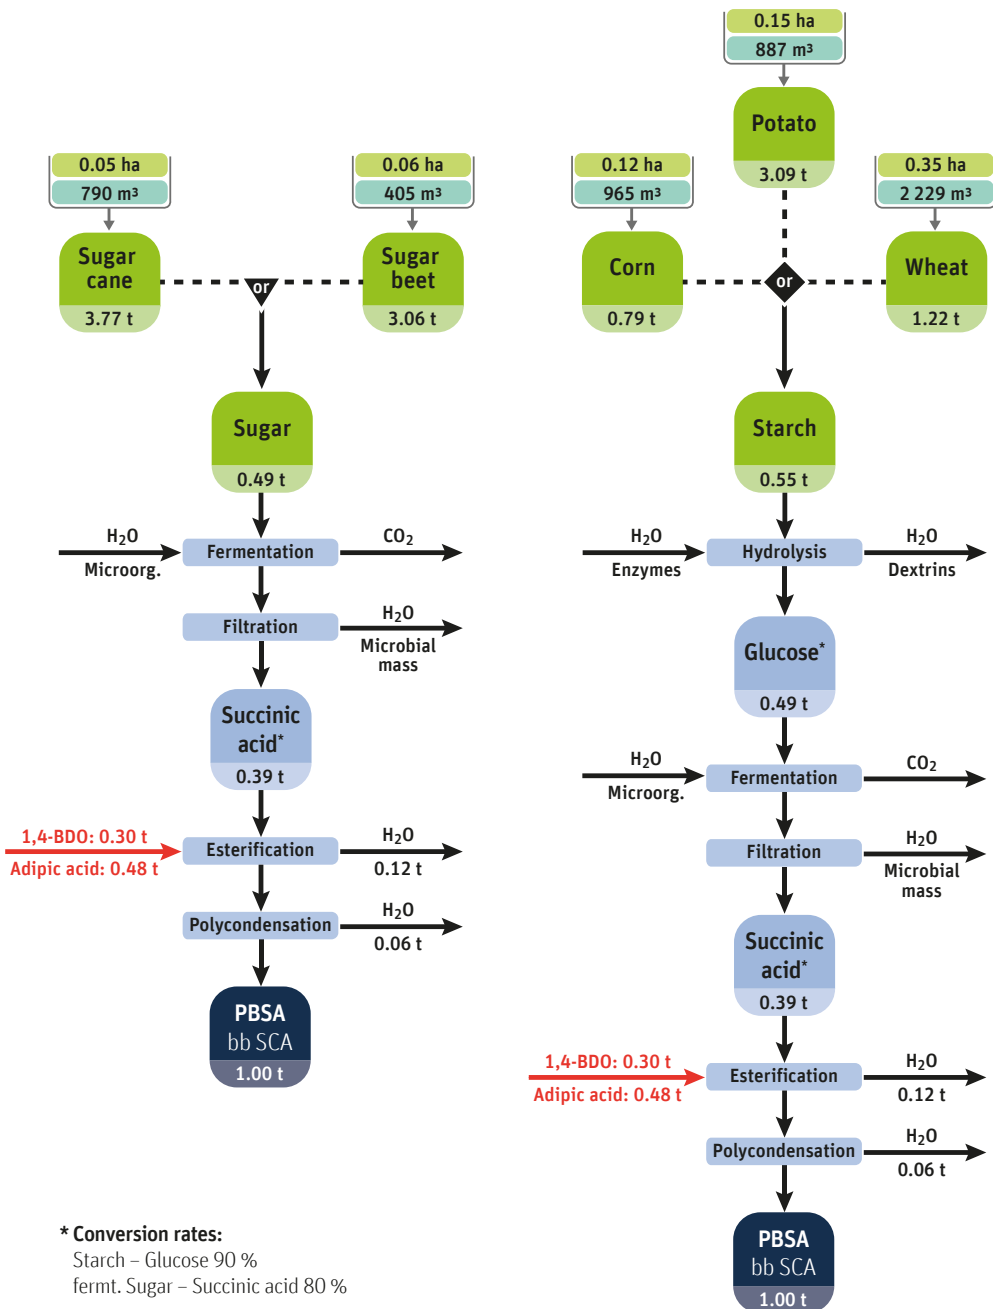 0.05 ha
790 m³
Sugar
cane
3.77 t
0.06 ha
405 m³
Sugar
beet
3.06 t
or
Sugar
0.49 t
H₂O
Microorg.
Fermentation
CO₂
Filtration
H₂O
Microbial
mass
Succinic
acid*
0.39 t
1,4-BDO: 0.30 t
Adipic acid: 0.48 t
Esterification
H₂O
0.12 t
Polycondensation
H₂O
0.06 t
PBSA
bb SCA
1.00 t
0.15 ha
887 m³
Potato
3.09 t
0.12 ha
965 m³
Corn
0.79 t
0.35 ha
2 229 m³
Wheat
1.22 t
or
Starch
0.55 t
H₂O
Enzymes
Hydrolysis
H₂O
Dextrins
Glucose*
0.49 t
H₂O
Microorg.
Fermentation
CO₂
Filtration
H₂O
Microbial
mass
Succinic
acid*
0.39 t
1,4-BDO: 0.30 t
Adipic acid: 0.48 t
Esterification
H₂O
0.12 t
Polycondensation
H₂O
0.06 t
PBSA
bb SCA
1.00 t
* Conversion rates:
Starch – Glucose 90 %
fermt. Sugar – Succinic acid 80 %